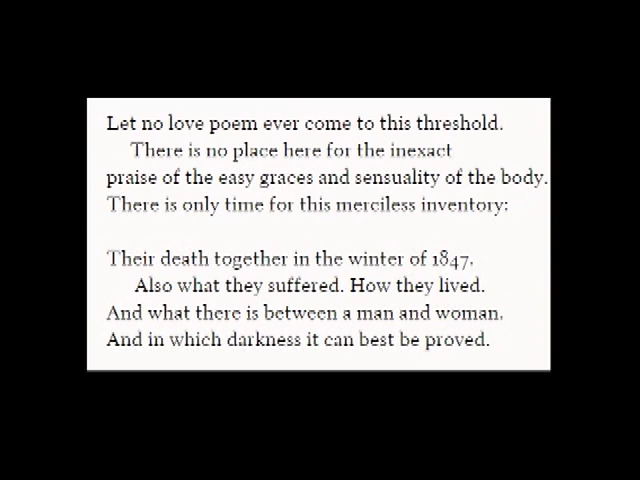 Let no love poem ever come to this threshold.
There is no place here for the inexact
praise of the easy graces and sensuality of the body.
There is only time for this merciless inventory:
Their death together in the winter of 1847.
Also what they suffered. How they lived.
And what there is between a man and woman.
And in which darkness it can best be proved.